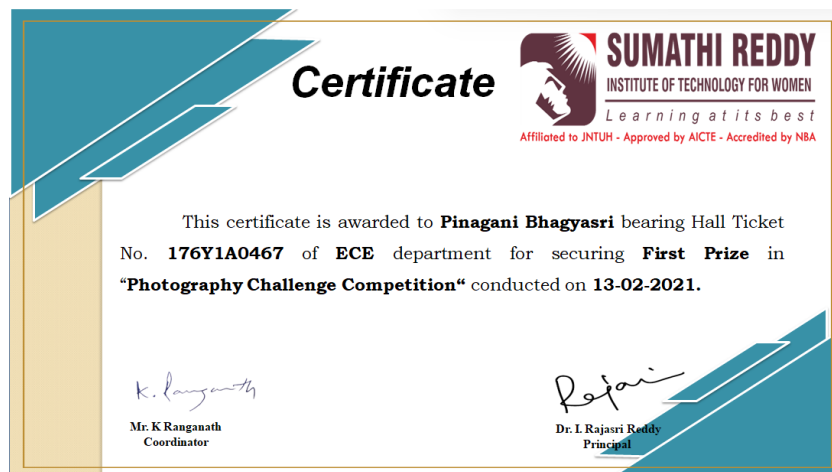 Certificate
SUMATHI REDDY
INSTITUTE OF TECHNOLOGY FOR WOMEN
Learning at its best
Affiliated to JNTUH - Approved by AICTE - Accredited by NBA
This certificate is awarded to Pinagani Bhagyasri bearing Hall Ticket
No. 176Y1A0467 of ECE department for securing First Prize in
“Photography Challenge Competition“ conducted on 13-02-2021.
K. Ranganath
Mr. K Ranganath
Coordinator
Rajasri
Dr. I. Rajasri Reddy
Principal